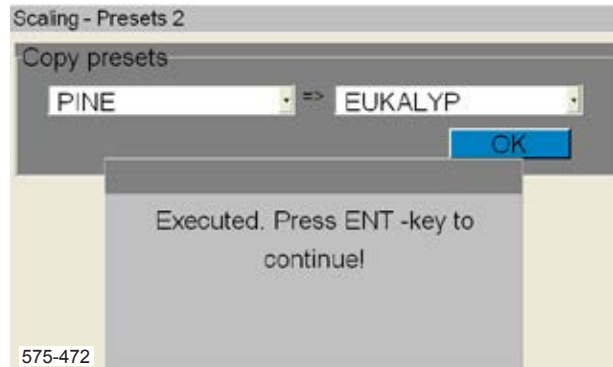 Scaling - Presets 2
Copy presets
PINE => EUKALYP
OK
Executed. Press ENT -key to
continue!
575-472